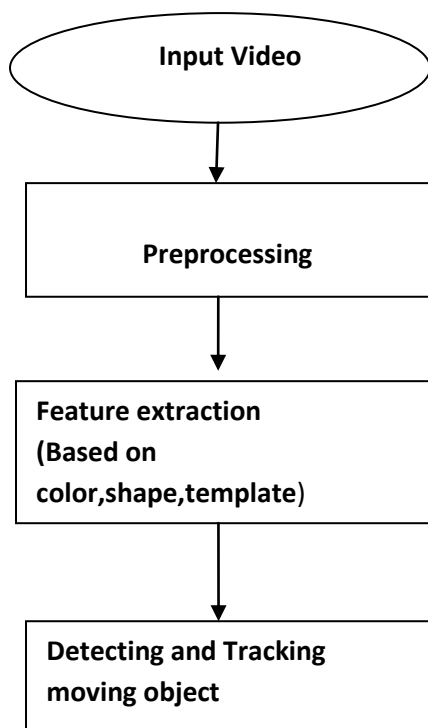 Input Video
Preprocessing
Feature extraction
(Based on
color,shape,template)
Detecting and Tracking
moving object